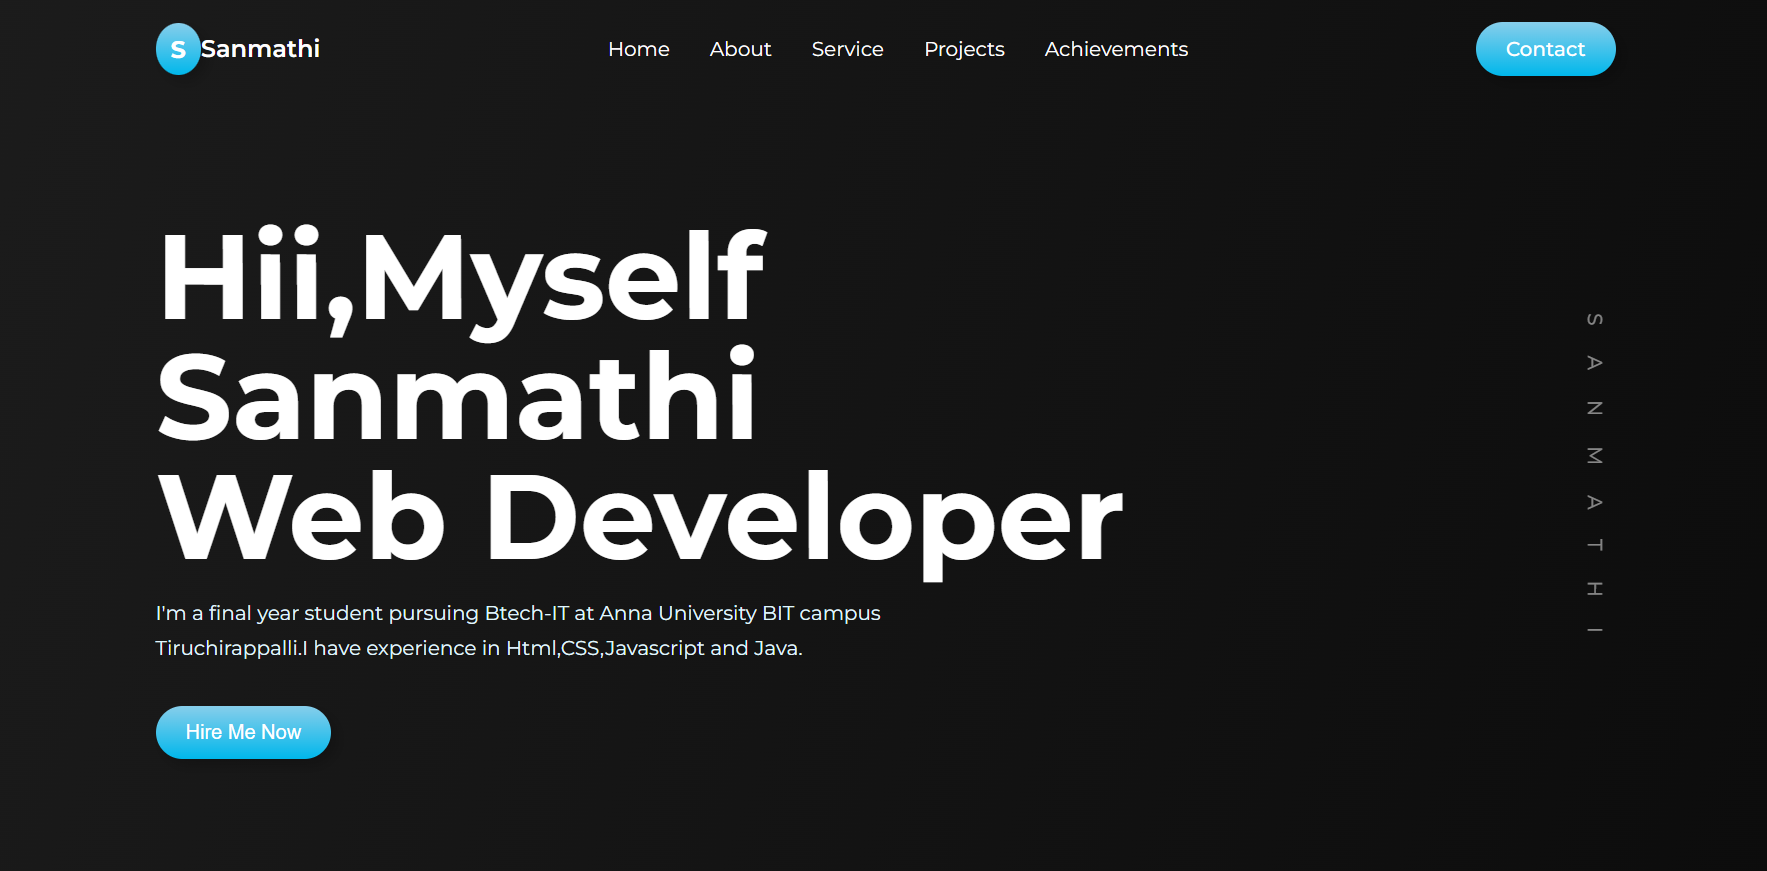 S Sanmathi
Home About Service Projects Achievements
Contact
Hii,Myself
Sanmathi
Web Developer
I'm a final year student pursuing Btech-IT at Anna University BIT campus
Tiruchirappalli.I have experience in Html,CSS,Javascript and Java.
Hire Me Now
SANMATHI